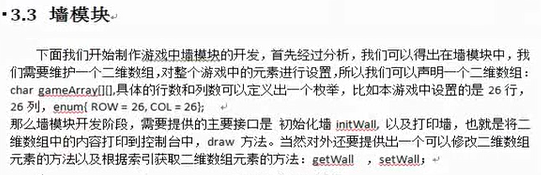 3.3 墙模块
下面我们开始制作游戏中墙模块的开发，首先经过分析，我们可以得出在墙模块中，我
们需要维护一个二维数组,对整个游戏中的元素进行设置,所以我们可以声明一个二维数组：
char gameArray[][],具体的行数和列数可以定义出一个枚举，比如本游戏中设置的是 26 行，
26 列，enum{ ROW = 26, COL = 26};
那么墙模块开发阶段，需要提供的主要接口是 初始化墙 initWall, 以及打印墙，也就是将二
维数组中的内容打印到控制台中，draw 方法。当然对外还要提供出一个可以修改二维数组
元素的方法以及根据索引获取二维数组元素的方法：getWall ，setWall；